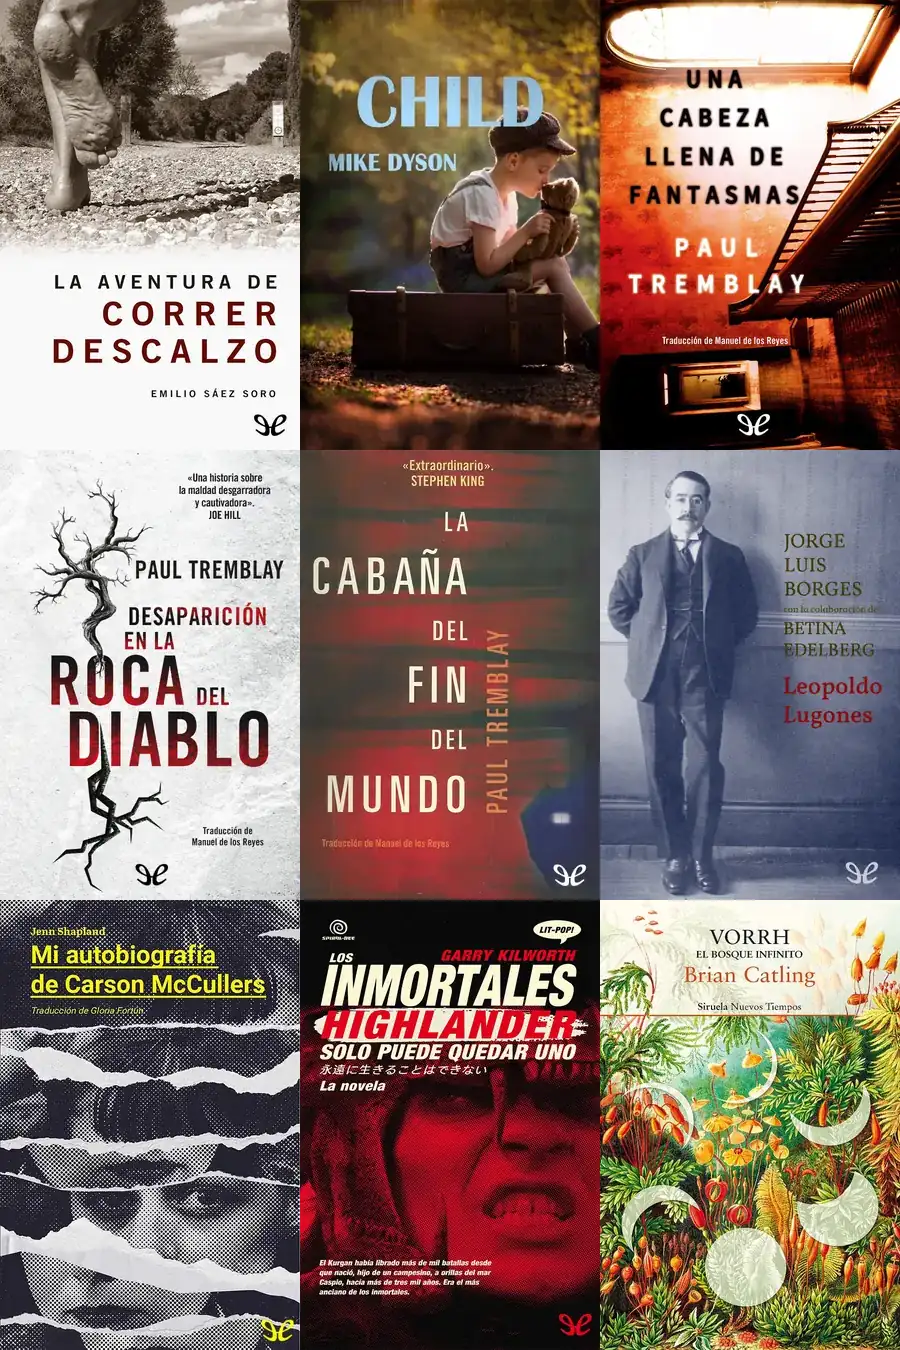 LA AVENTURA DE
CORRER
DESCALZO
EMILIO SÁEZ SORO
CHILD
MIKE DYSON
UNA
CABEZA
LLENA DE
FANTASMAS
PAUL
TREMBLAY
Traducción de Manuel de los Reyes
«Una historia sobre
la maldad desgarradora
y cautivadora».
JOE HILL
PAUL TREMBLAY
DESAPARICIÓN
EN LA
ROCA DEL
DIABLO
Traducción de
Manuel de los Reyes
«Extraordinario».
STEPHEN KING
LA
CABAÑA
DEL
FIN
DEL
MUNDO
PAUL TREMBLAY
Traducción de Manuel de los Reyes
JORGE
LUIS
BORGES
con la colaboración de
BETINA
EDELBERG
Leopoldo
Lugones
Jenn Shapland
Mi autobiografía
de Carson McCullers
Traducción de Gloria Fortún
SPIRAL-BEE
LIT-POP!
LOS
GARRY KILWORTH
INMORTALES
HIGHLANDER
SOLO PUEDE QUEDAR UNO
永遠に生きることはできない
La novela
El Kurgan había librado más de mil batallas desde
que nació, hijo de un campesino, a orillas del mar
Caspio, hacía más de tres mil años. Era el más
anciano de los inmortales.
VORRH
EL BOSQUE INFINITO
Brian Catling
Siruela Nuevos Tiempos